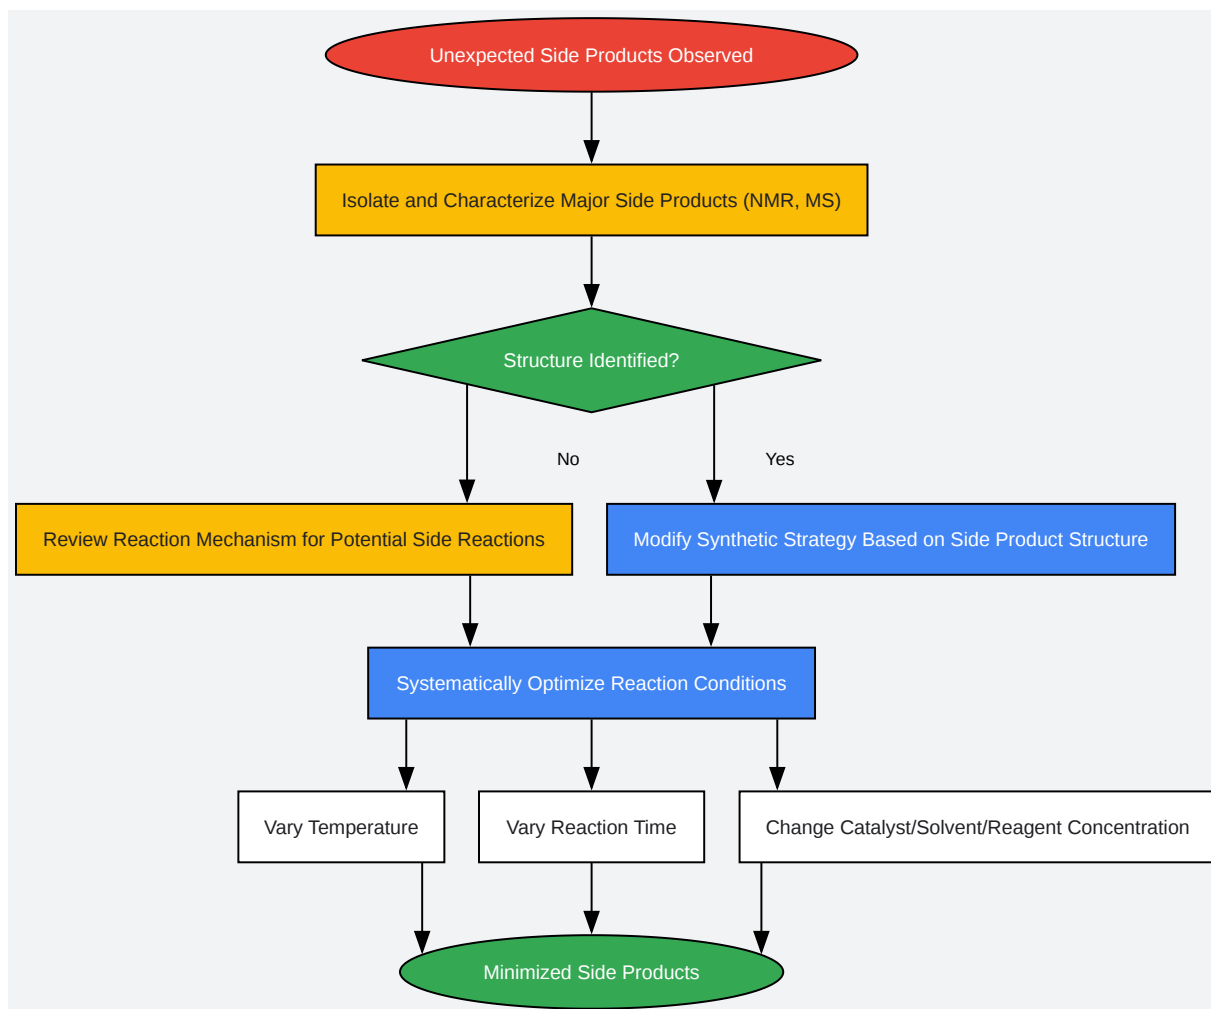 Unexpected Side Products Observed
Isolate and Characterize Major Side Products (NMR, MS)
Structure Identified?
No
Yes
Review Reaction Mechanism for Potential Side Reactions
Modify Synthetic Strategy Based on Side Product Structure
Systematically Optimize Reaction Conditions
Vary Temperature
Vary Reaction Time
Change Catalyst/Solvent/Reagent Concentration
Minimized Side Products